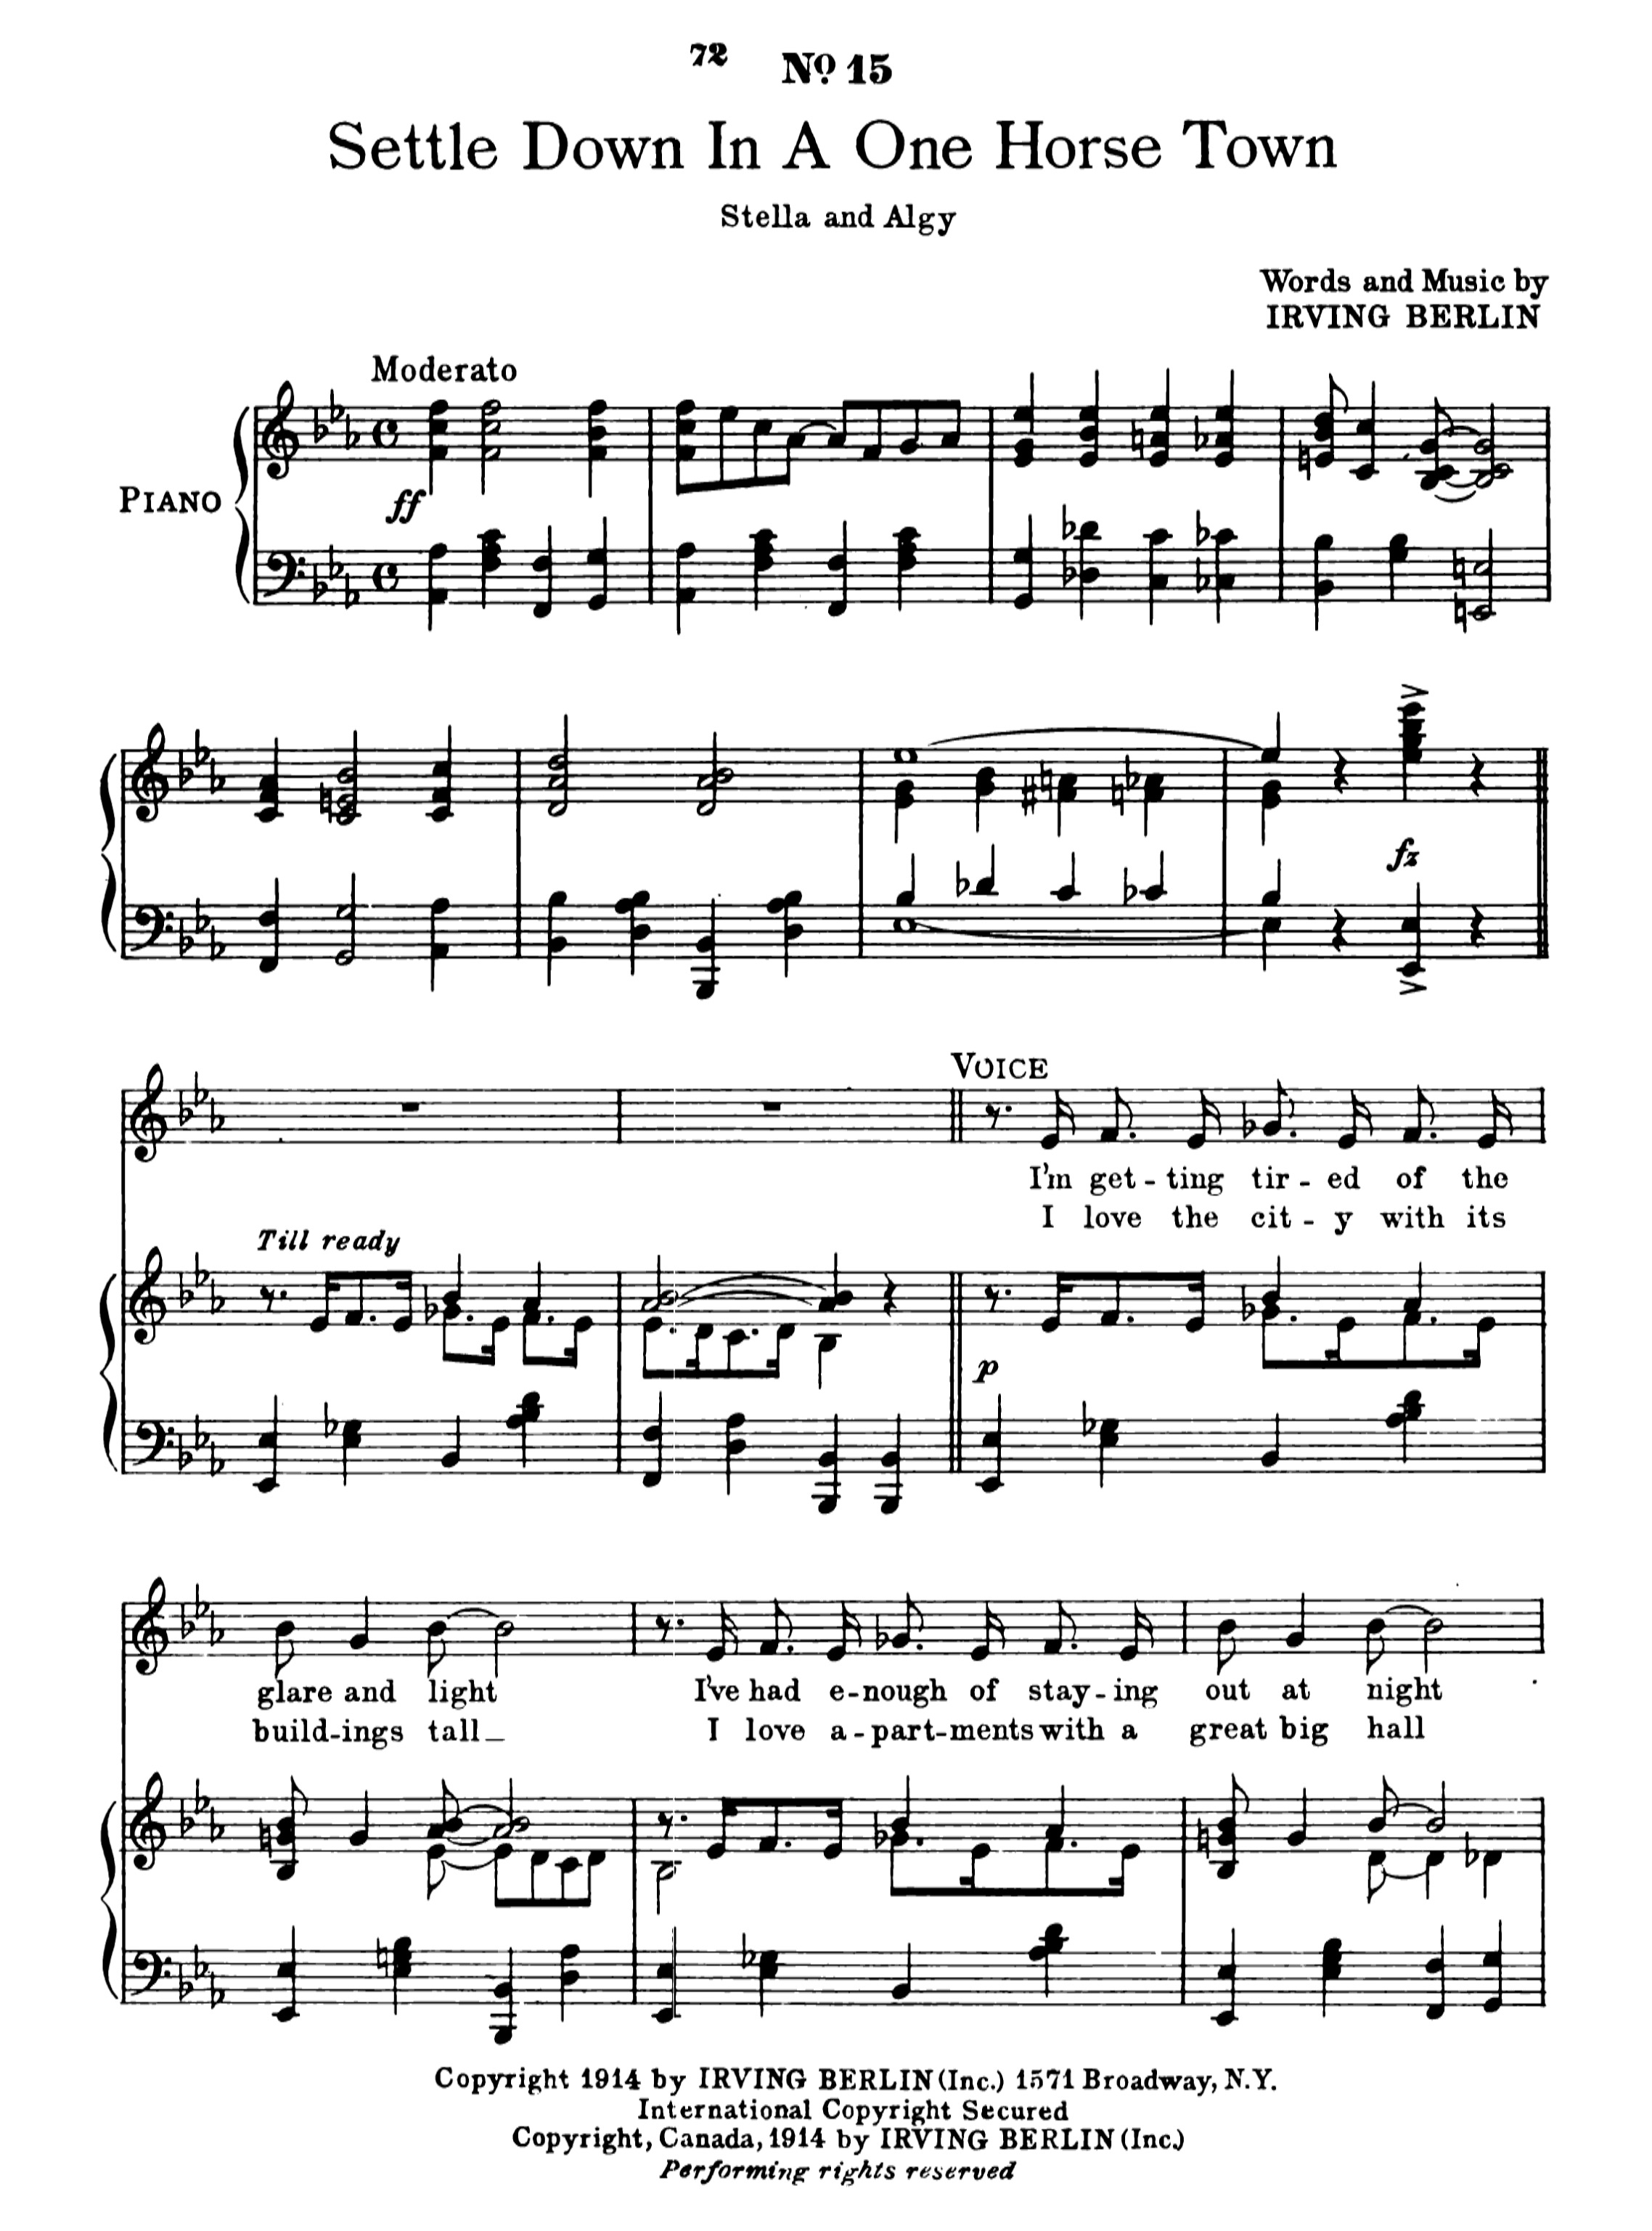 72 No. 15
Settle Down In A One Horse Town
Stella and Algy
Words and Music by
IRVING BERLIN
Moderato
PIANO
ff
fz
VOICE
I'm get-ting tir-ed of the
I love the cit-y with its
Till ready
p
glare and light I've had e-nough of stay-ing out at night
build-ings tall_ I love a-part-ments with a great big hall
Copyright 1914 by IRVING BERLIN (Inc.) 1571 Broadway, N.Y.
International Copyright Secured
Copyright, Canada, 1914 by IRVING BERLIN (Inc.)
Performing rights reserved